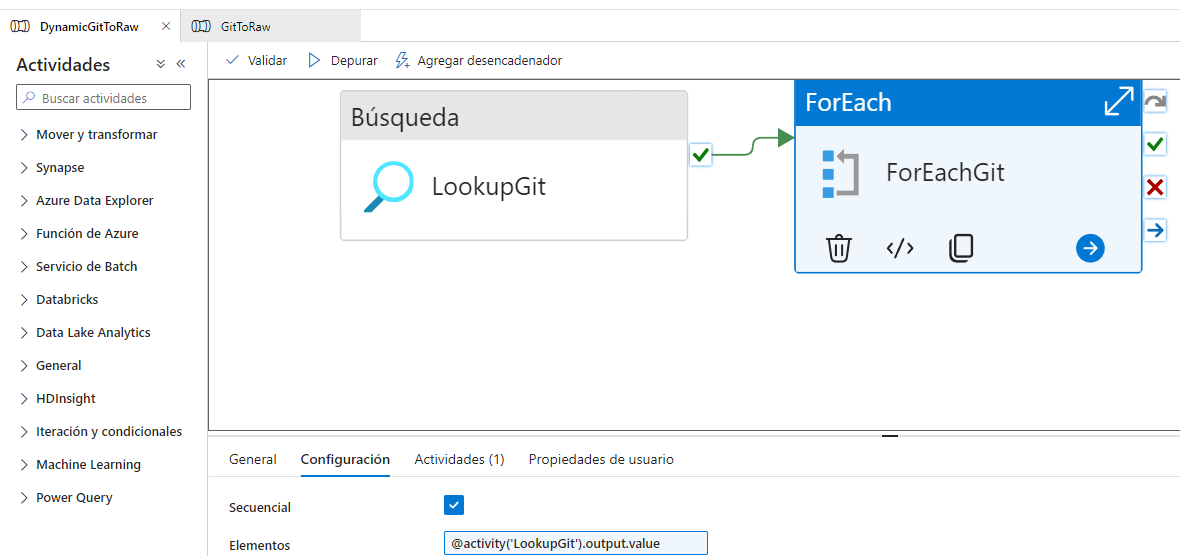 DynamicGitToRaw
GitToRaw
Actividades
Buscar actividades
Mover y transformar
Synapse
Azure Data Explorer
Función de Azure
Servicio de Batch
Databricks
Data Lake Analytics
General
HDInsight
Iteración y condicionales
Machine Learning
Power Query
Validar
Depurar
Agregar desencadenador
Búsqueda
LookupGit
ForEach
ForEachGit
General
Configuración
Actividades (1)
Propiedades de usuario
Secuencial
Elementos
@activity('LookupGit').output.value